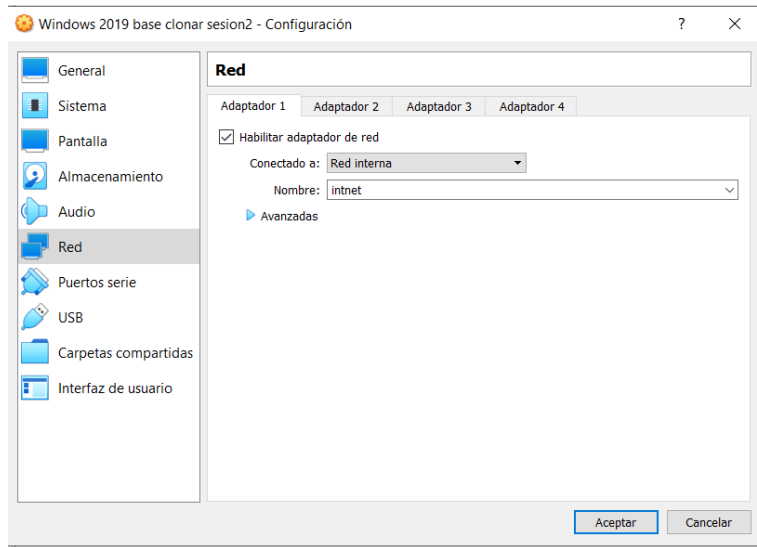 Windows 2019 base clonar sesion2 - Configuración
?
General
Sistema
Pantalla
Almacenamiento
Audio
Red
Puertos serie
USB
Carpetas compartidas
Interfaz de usuario
Red
Adaptador 1 Adaptador 2 Adaptador 3 Adaptador 4
Habilitar adaptador de red
Conectado a: Red interna
Nombre: intnet
Avanzadas
Aceptar Cancelar